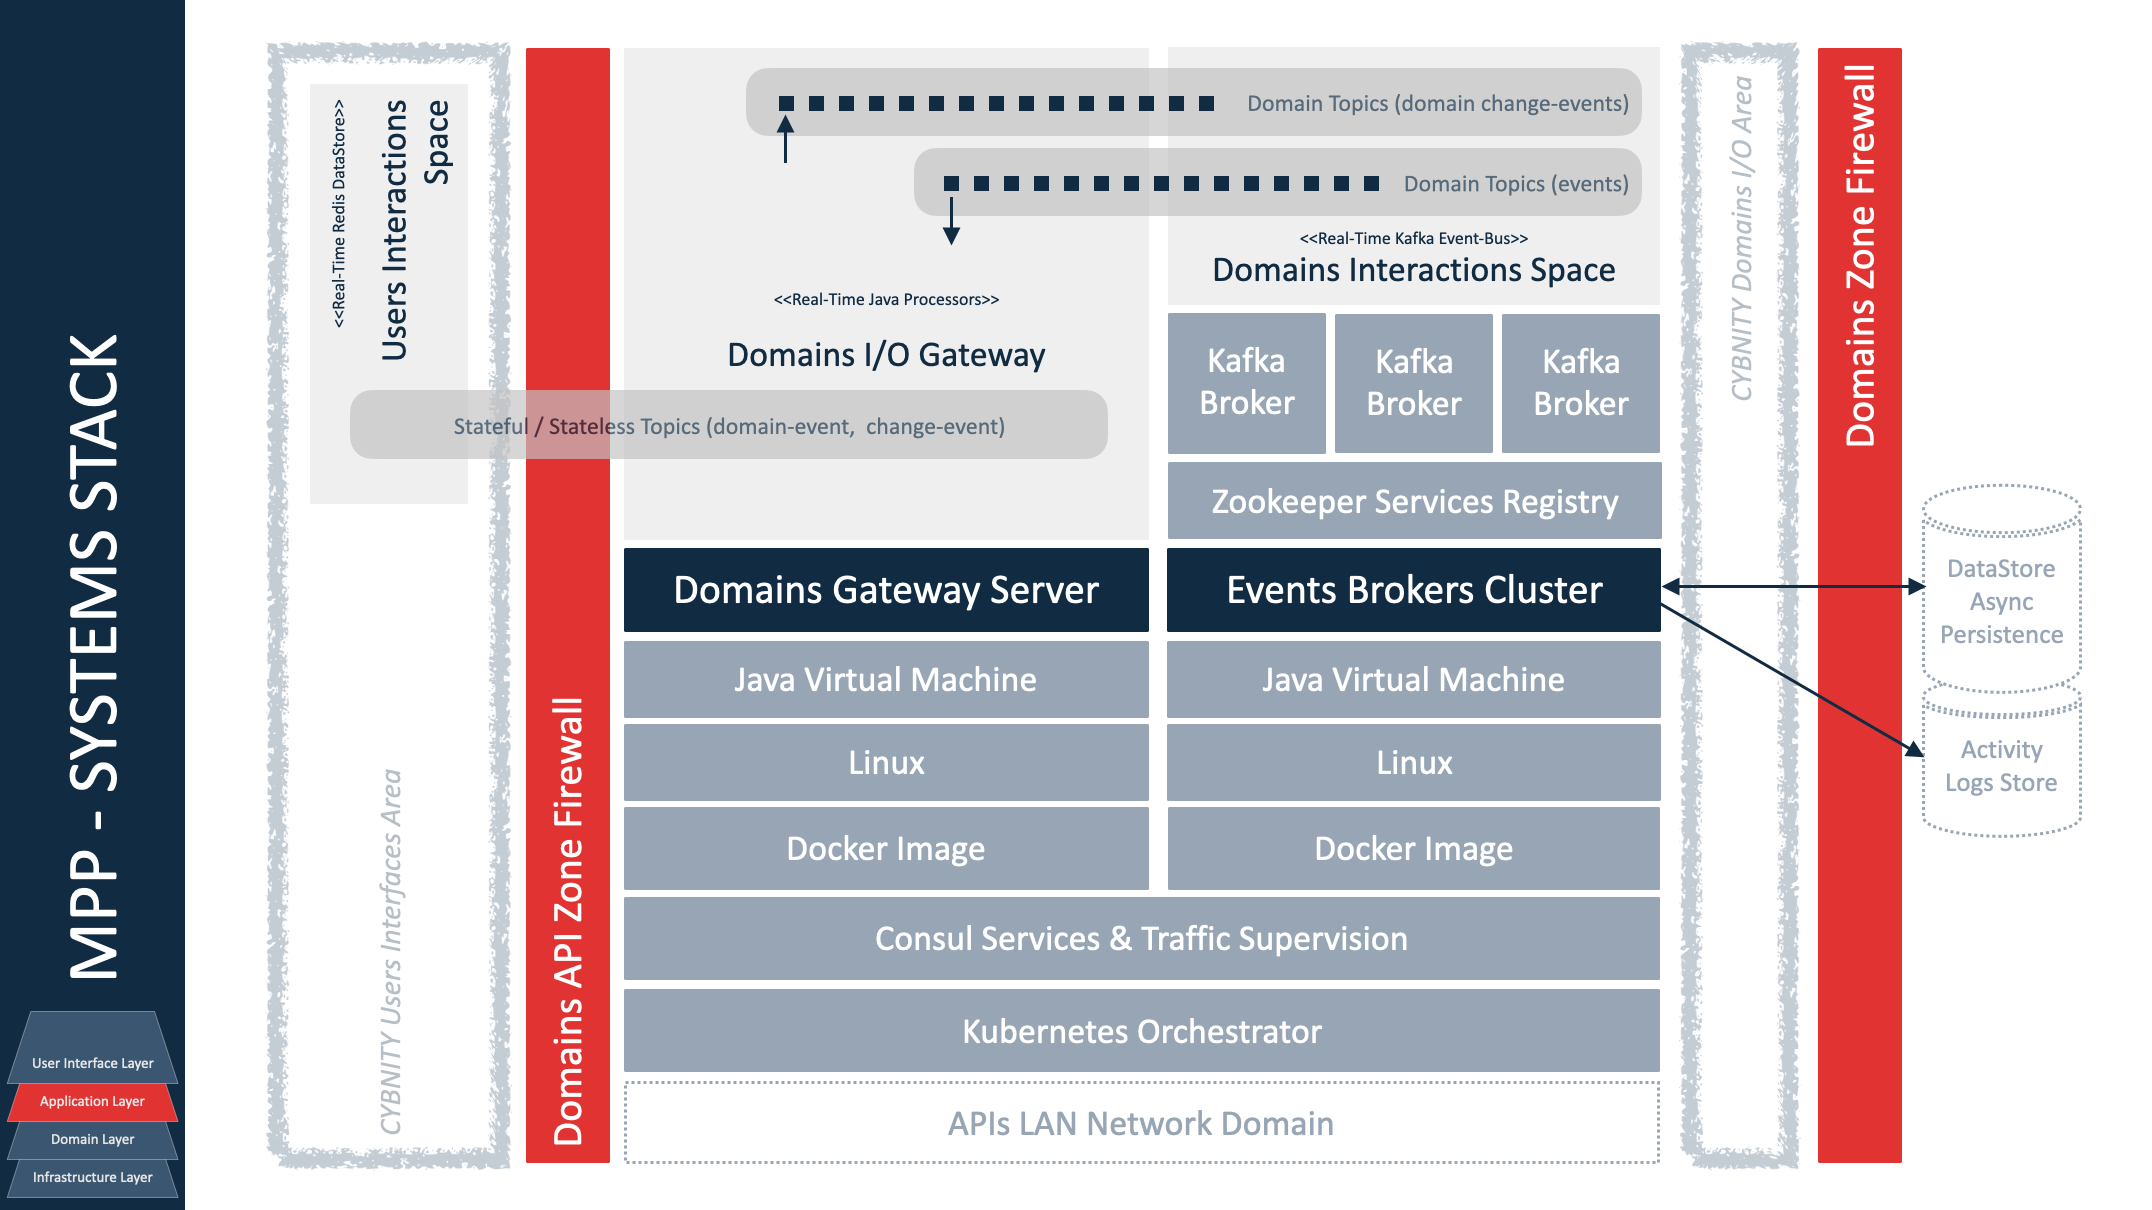 MPP - SYSTEMS STACK
User Interface Layer
Application Layer
Domain Layer
Infrastructure Layer
<<Real-Time Redis DataStore>>
Users Interactions
Space
CYBNITY Users Interfaces Area
Domains API Zone Firewall
Domain Topics (domain change-events)
Domain Topics (events)
<<Real-Time Java Processors>>
Domains I/O Gateway
Stateful / Stateless Topics (domain-event,  change-event)
<<Real-Time Kafka Event-Bus>>
Domains Interactions Space
Kafka
Broker
Kafka
Broker
Kafka
Broker
Zookeeper Services Registry
Domains Gateway Server
Events Brokers Cluster
Java Virtual Machine
Java Virtual Machine
Linux
Linux
Docker Image
Docker Image
Consul Services & Traffic Supervision
Kubernetes Orchestrator
APIs LAN Network Domain
CYBNITY Domains I/O Area
Domains Zone Firewall
DataStore
Async
Persistence
Activity
Logs Store